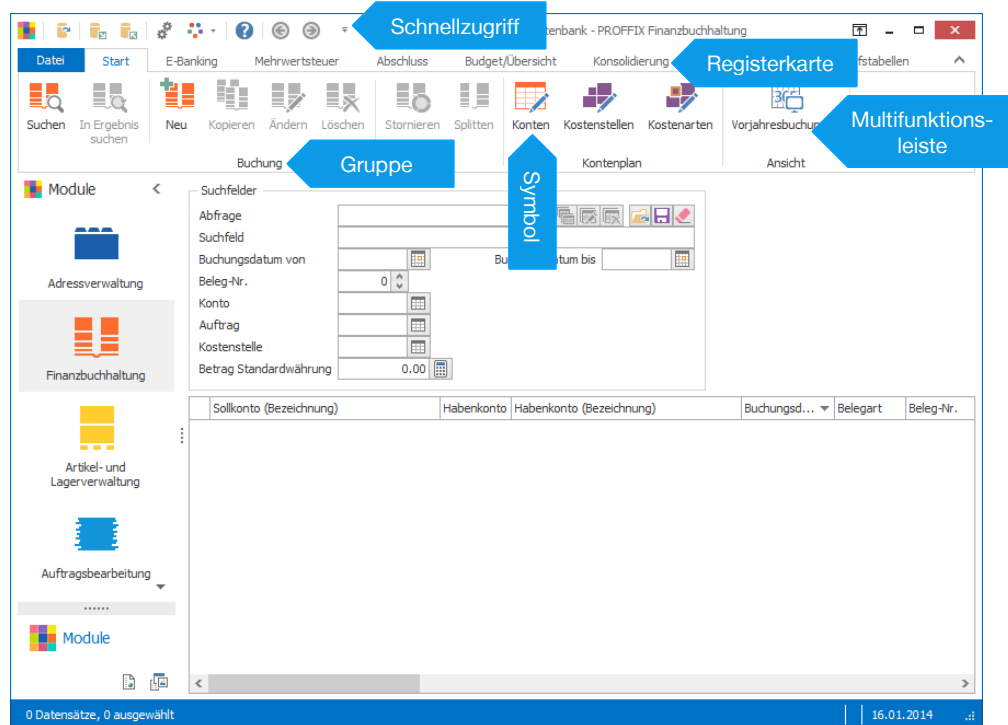 Schnellzugriff
tenbank - PROFFIX Finanzbuchhaltung
Datei Start E-Banking Mehrwertsteuer Abschluss Budget/Übersicht Konsolidierung Registerkarte fstabellen
Suchen In Ergebnis suchen Neu Kopieren Ändern Löschen Stornieren Splitten Konten Kostenstellen Kostenarten Vorjahresbuchun
Multifunktions-
leiste
Buchung Gruppe Kontenplan Ansicht
Symbol
Module
Suchfelder
Abfrage
Suchfeld
Buchungsdatum von Bu tum bis
Adressverwaltung
Beleg-Nr. 0
Konto
Auftrag
Kostenstelle
Finanzbuchhaltung
Betrag Standardwährung 0.00
Sollkonto (Bezeichnung) Habenkonto Habenkonto (Bezeichnung) Buchungsd... Belegart Beleg-Nr.
Artikel- und
Lagerverwaltung
Auftragsbearbeitung
Module
0 Datensätze, 0 ausgewählt 16.01.2014